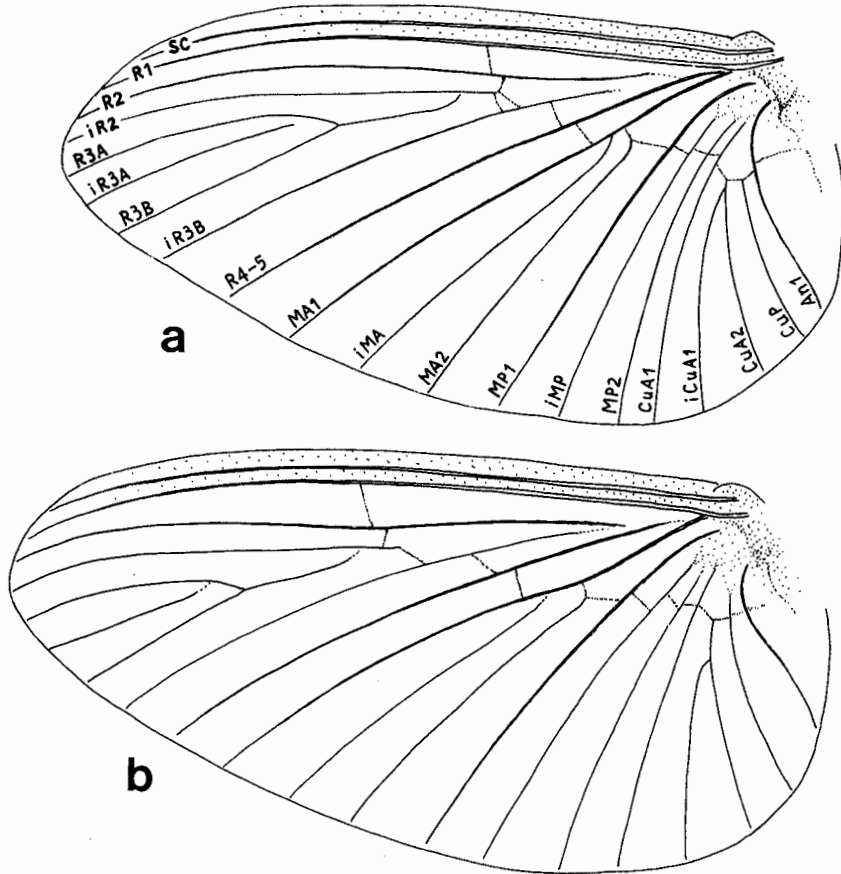 SC
R1
R2
iR2
R3A
iR3A
R3B
iR3B
R4-5
MA1
iMA
MA2
MP1
iMP
MP2
CuA1
iCuA1
CuA2
CuP
An1
a
b